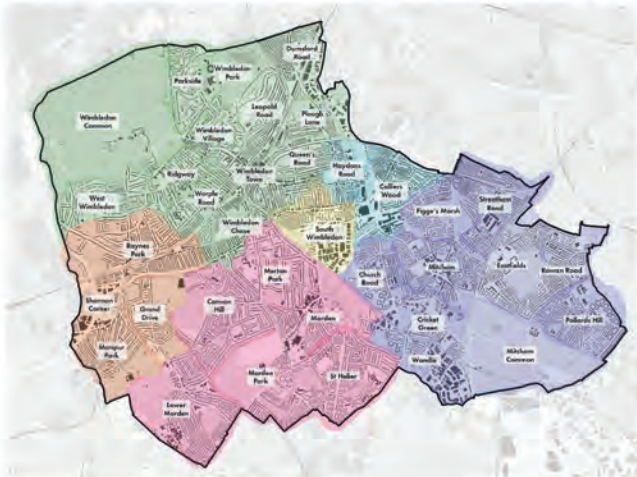 Durnsford
Road
Wimbledon
Park
Parkside
Leopold
Road
Plough
Lane
Wimbledon
Common
Wimbledon
Village
Queen's
Road
Haydons
Road
Colliers
Wood
Ridgway
Wimbledon
Town
West
Wimbledon
Worple
Road
Streatham
Road
Figge's Marsh
Wimbledon
Chase
South
Wimbledon
Raynes
Park
Merton
Park
Church
Road
Mitcham
Eastfields
Rowan Road
Shannon
Corner
Grand
Drive
Cannon
Hill
Morden
Cricket
Green
Pollards Hill
Motspur
Park
Wandle
Mitcham
Common
Morden
Park
St Helier
Lower
Morden